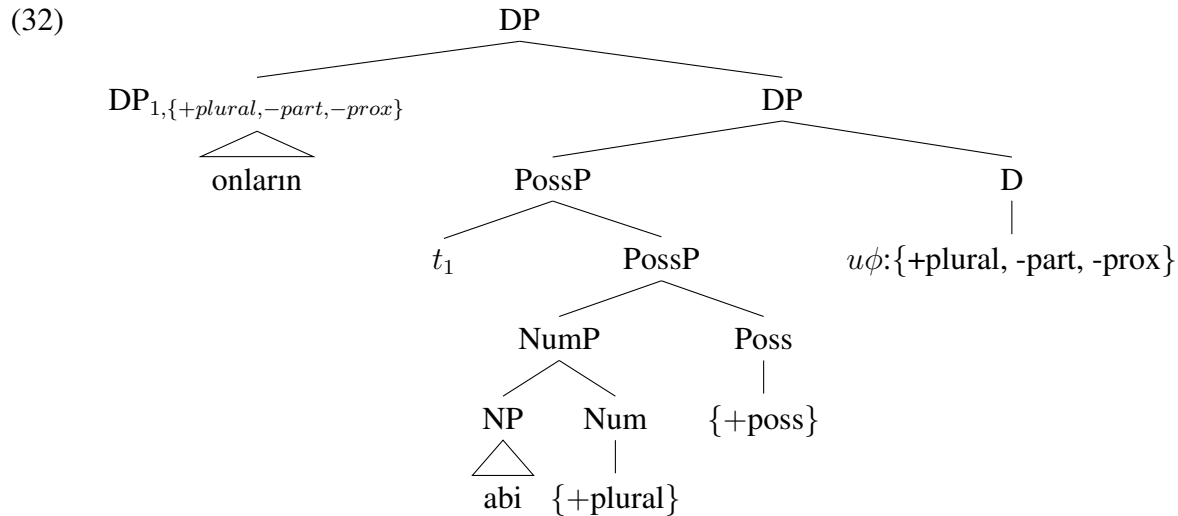 (32) DP
DP1,{+plural,−part,−prox} DP
onların PossP D
t1 PossP uϕ:{+plural, -part, -prox}
NumP Poss
NP Num {+poss}
abi {+plural}